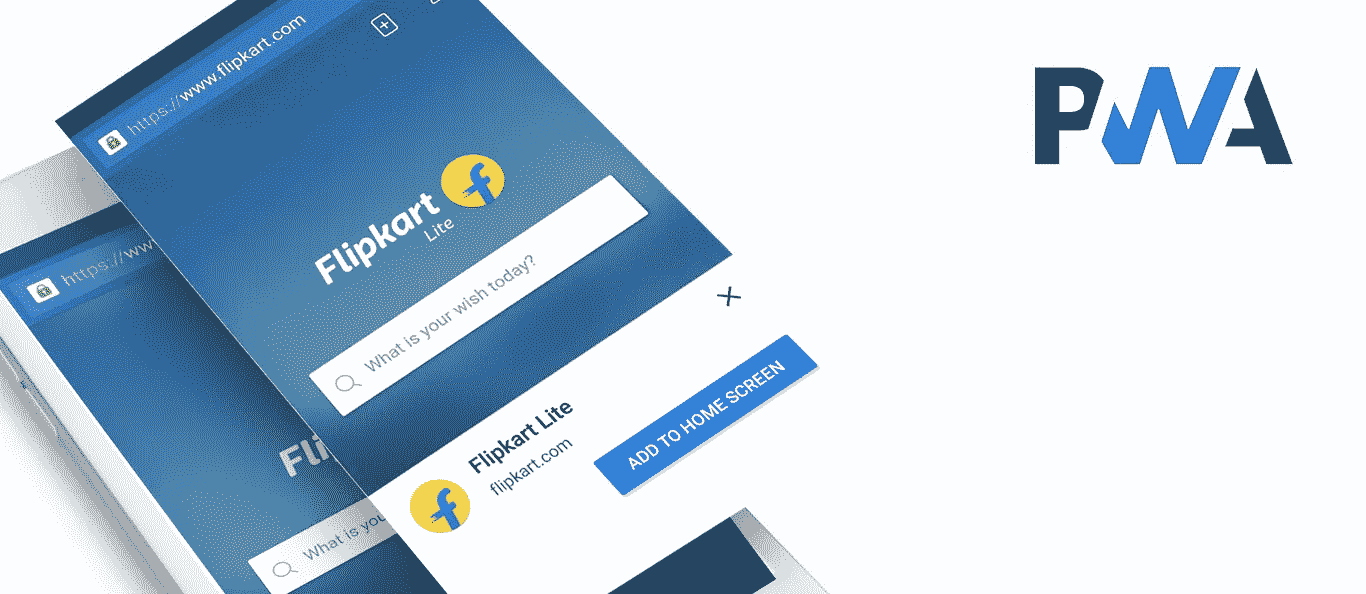 https://www.flipkart.com
PWA
Flipkart
Lite
What is your wish today?
Flipkart Lite
flipkart.com
ADD TO HOME SCREEN
https://ww
Fli
What is you